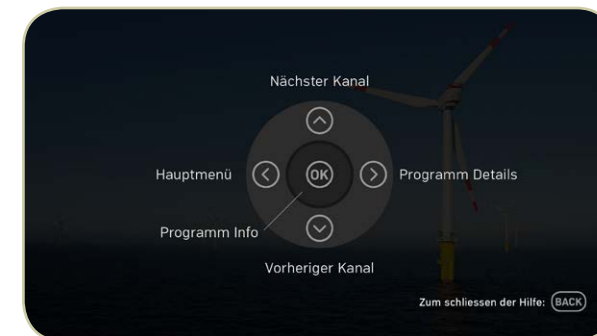 Nächster Kanal
Hauptmenü OK Programm Details
Programm Info
Vorheriger Kanal
Zum schliessen der Hilfe: BACK